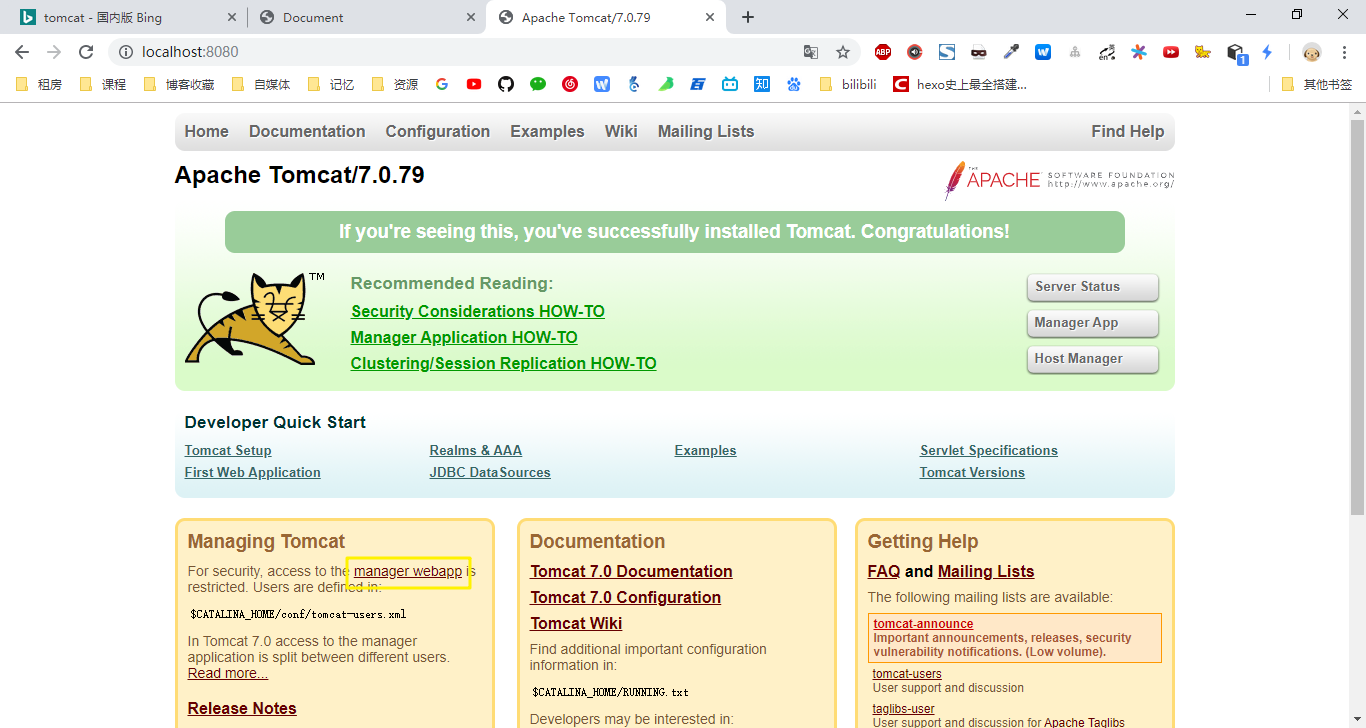 tomcat - 国内版 Bing
Document
Apache Tomcat/7.0.79
localhost:8080
租房 课程 博客收藏 自媒体 记忆 资源 bilibili hexo史上最全搭建... 其他书签
Home Documentation Configuration Examples Wiki Mailing Lists Find Help
Apache Tomcat/7.0.79
THE APACHE SOFTWARE FOUNDATION
http://www.apache.org/
If you're seeing this, you've successfully installed Tomcat. Congratulations!
TM
Recommended Reading:
Security Considerations HOW-TO
Manager Application HOW-TO
Clustering/Session Replication HOW-TO
Server Status
Manager App
Host Manager
Developer Quick Start
Tomcat Setup Realms & AAA Examples Servlet Specifications
First Web Application JDBC DataSources Tomcat Versions
Managing Tomcat
For security, access to the manager webapp is
restricted. Users are defined in:
$CATALINA_HOME/conf/tomcat-users.xml
In Tomcat 7.0 access to the manager
application is split between different users.
Read more...
Release Notes
Documentation
Tomcat 7.0 Documentation
Tomcat 7.0 Configuration
Tomcat Wiki
Find additional important configuration
information in:
$CATALINA_HOME/RUNNING.txt
Developers may be interested in:
Getting Help
FAQ and Mailing Lists
The following mailing lists are available:
tomcat-announce
Important announcements, releases, security
vulnerability notifications. (Low volume).
tomcat-users
User support and discussion
taglibs-user
User support and discussion for Apache Taglibs